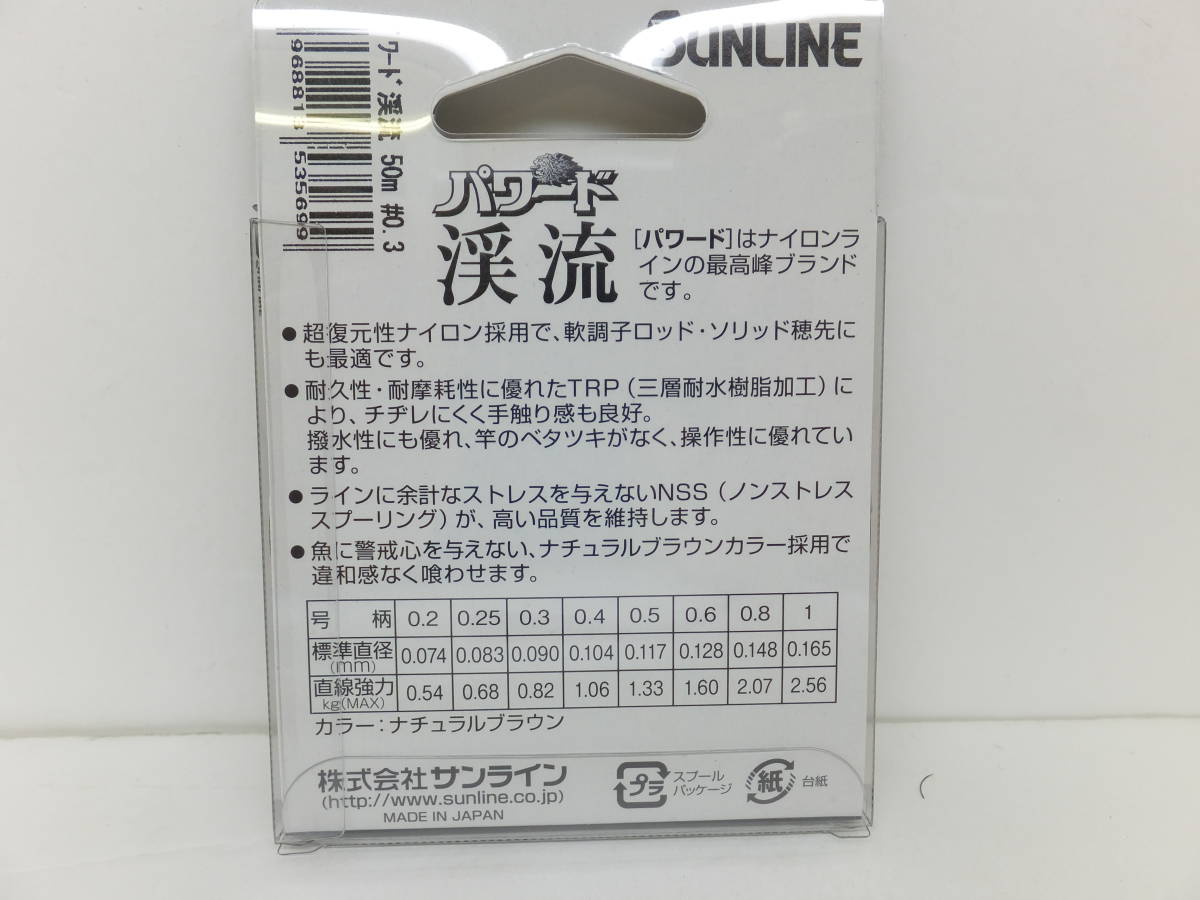 SUNLINE
ワード渓流 50m #0.3
968813 535699
パワード
渓流
[パワード]はナイロンラ
インの最高峰ブランド
です。
● 超復元性ナイロン採用で、軟調子ロッド・ソリッド穂先に
も最適です。
● 耐久性・耐摩耗性に優れたTRP（三層耐水樹脂加工）に
より、チヂレにくく手触り感も良好。
撥水性にも優れ、竿のベタツキがなく、操作性に優れてい
ます。
● ラインに余計なストレスを与えないNSS（ノンストレス
スプーリング）が、高い品質を維持します。
● 魚に警戒心を与えない、ナチュラルブラウンカラー採用で
違和感なく喰わせます。
号 柄 0.2 0.25 0.3 0.4 0.5 0.6 0.8 1
標準直径(mm) 0.074 0.083 0.090 0.104 0.117 0.128 0.148 0.165
直線強力kg(MAX) 0.54 0.68 0.82 1.06 1.33 1.60 2.07 2.56
カラー：ナチュラルブラウン
株式会社サンライン
(http://www.sunline.co.jp)
MADE IN JAPAN
プラ スプール
パッケージ
紙 台紙